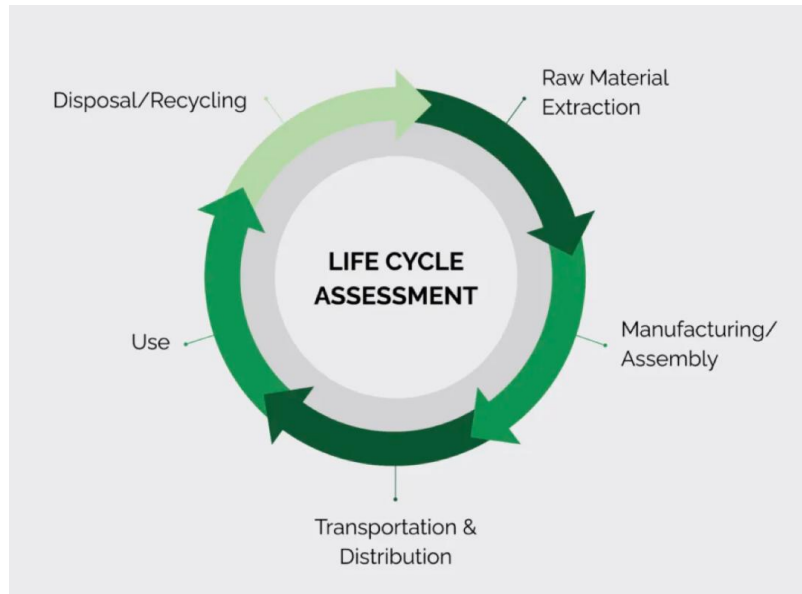 LIFE CYCLE
ASSESSMENT
Raw Material
Extraction
Manufacturing/
Assembly
Transportation &
Distribution
Use
Disposal/Recycling